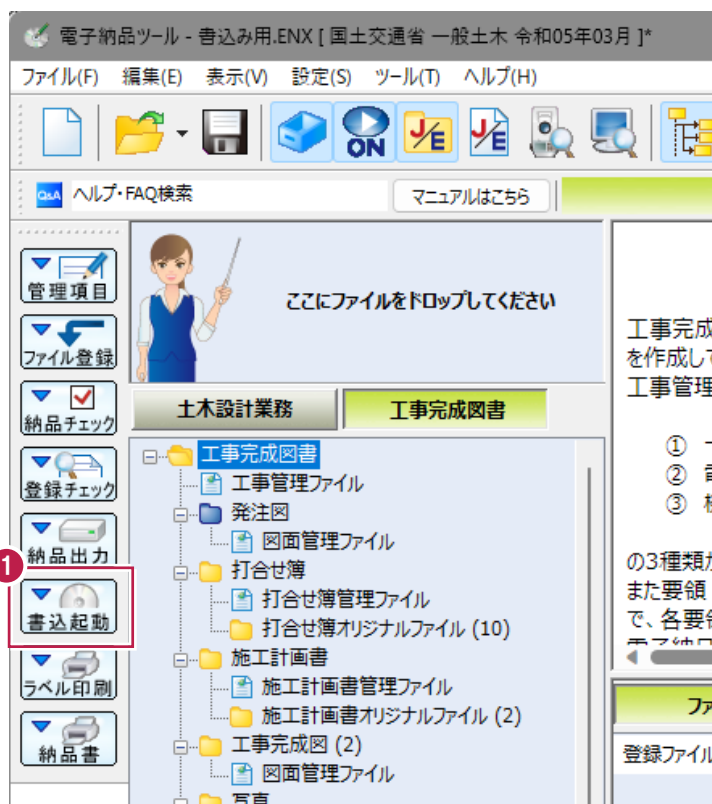 電子納品ツール - 書込み用.ENX [ 国土交通省 一般土木 令和05年03月 ]*
ファイル(F) 編集(E) 表示(V) 設定(S) ツール(T) ヘルプ(H)
ON J/E J/E
Q&A ヘルプ・FAQ検索 マニュアルはこちら
管理項目
ファイル登録
納品チェック
登録チェック
納品出力
1
書込起動
ラベル印刷
納品書
ここにファイルをドロップしてください
土木設計業務 工事完成図書
工事完成図書
工事管理ファイル
発注図
図面管理ファイル
打合せ簿
打合せ簿管理ファイル
打合せ簿オリジナルファイル (10)
施工計画書
施工計画書管理ファイル
施工計画書オリジナルファイル (2)
工事完成図 (2)
図面管理ファイル
写真
工事完成
を作成して
工事管理
①
②
③
の3種類が
また要領
で、各要領
ファ
登録ファイル